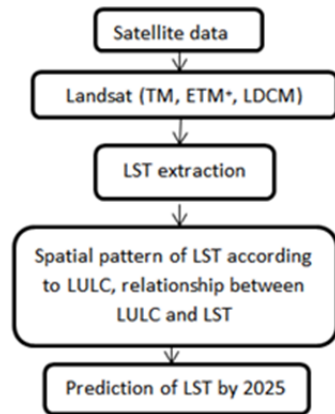 Satellite data
Landsat (TM, ETM⁺, LDCM)
LST extraction
Spatial pattern of LST according
to LULC, relationship between
LULC and LST
Prediction of LST by 2025